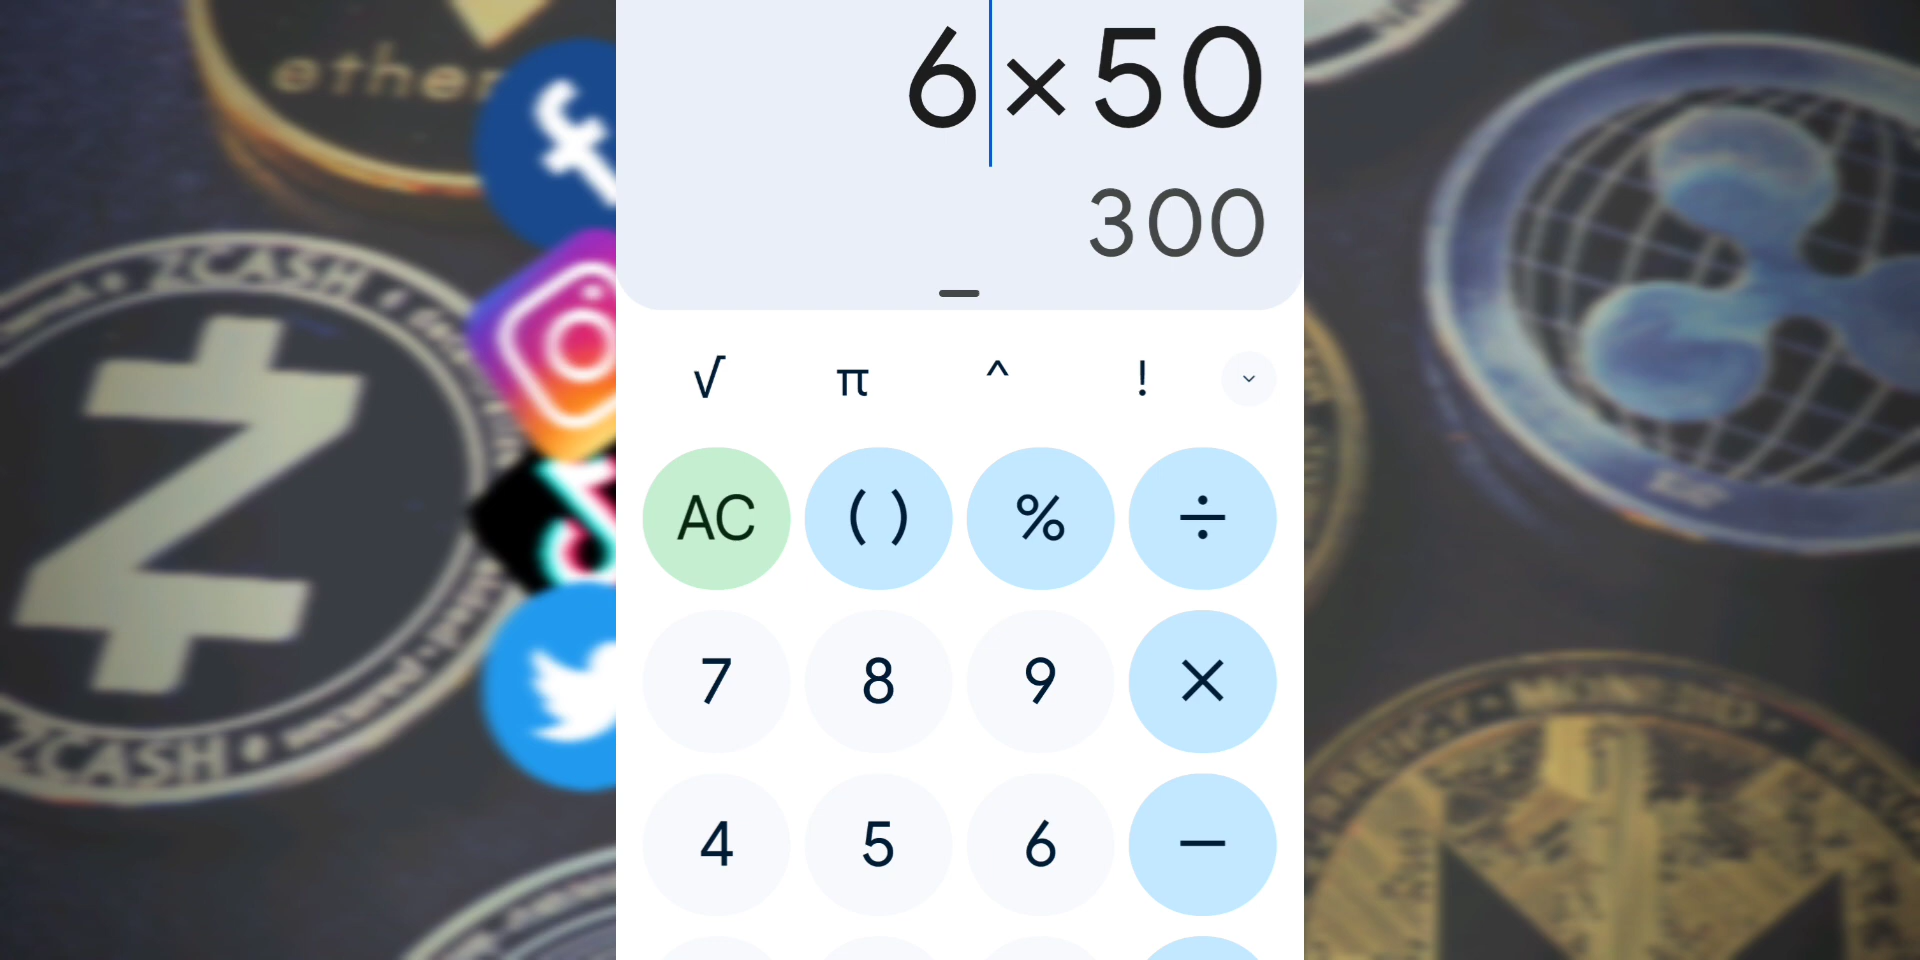 6×50
300
ether
√ π ^ !
ZCASH
AC ( ) % ÷
7 8 9 ×
4 5 6 −
ZCASH